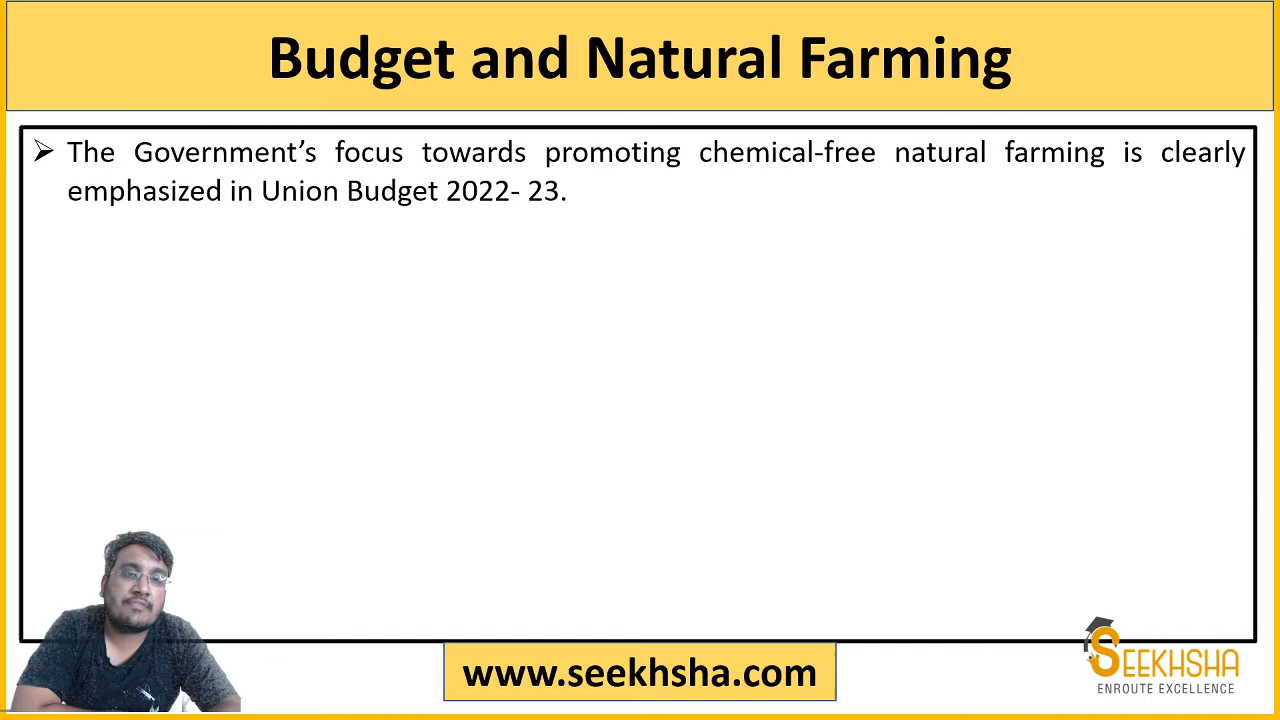 Budget and Natural Farming
➢ The Government’s focus towards promoting chemical-free natural farming is clearly
emphasized in Union Budget 2022- 23.
www.seekhsha.com
SEEKHSHA
ENROUTE EXCELLENCE